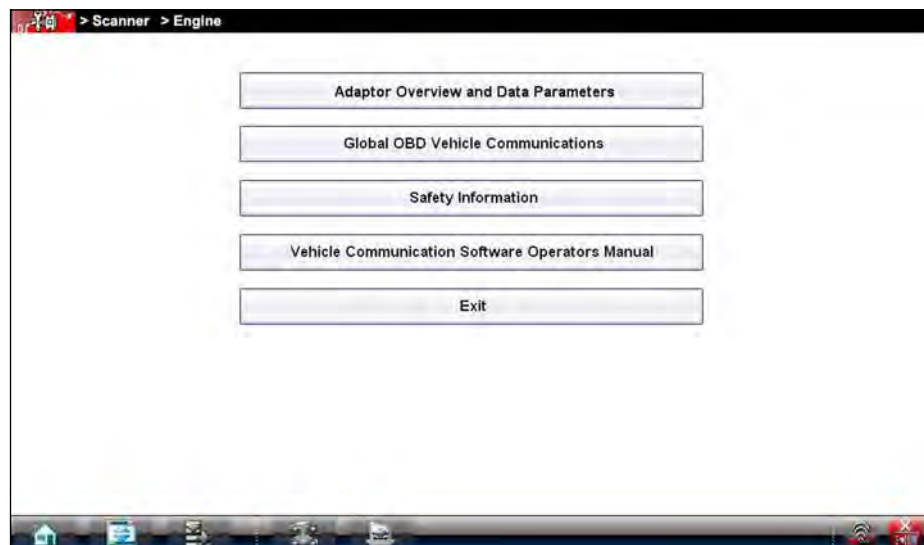 > Scanner > Engine
Adaptor Overview and Data Parameters
Global OBD Vehicle Communications
Safety Information
Vehicle Communication Software Operators Manual
Exit